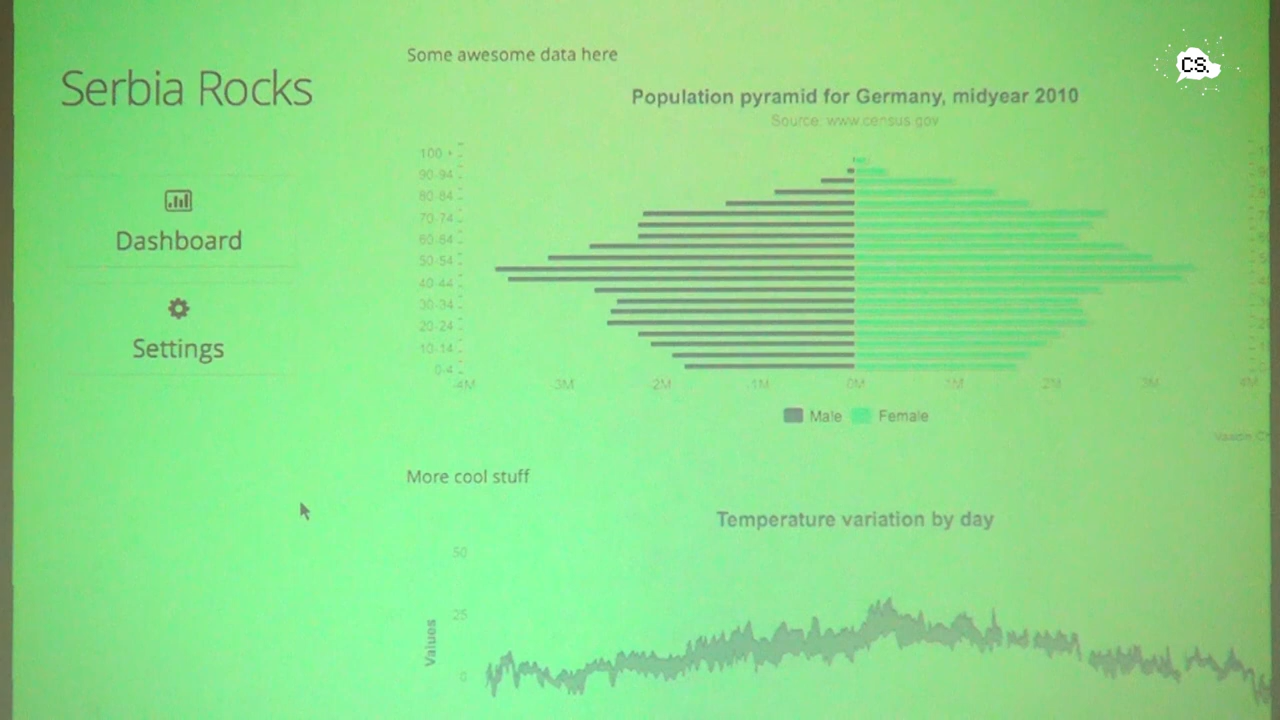 CS.
Serbia Rocks
Dashboard
Settings
Some awesome data here
Population pyramid for Germany, midyear 2010
Source: www.census.gov
100 +
90-94
80-84
70-74
60-64
50-54
40-44
30-34
20-24
10-14
0-4
-4M -3M -2M -1M 0M 1M 2M 3M 4M
Male Female
More cool stuff
Temperature variation by day
Values
50
25
0